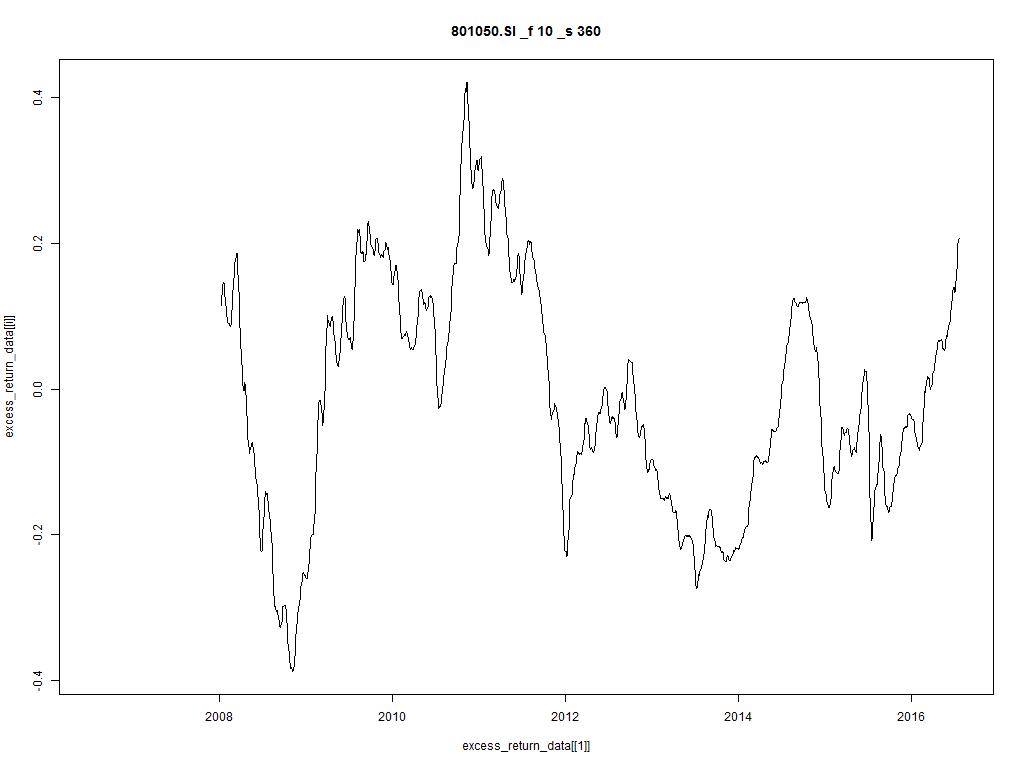 801050.SI _f 10 _s 360
0.4
0.2
0.0
-0.2
-0.4
excess_return_data[[i]]
2008 2010 2012 2014 2016
excess_return_data[[1]]